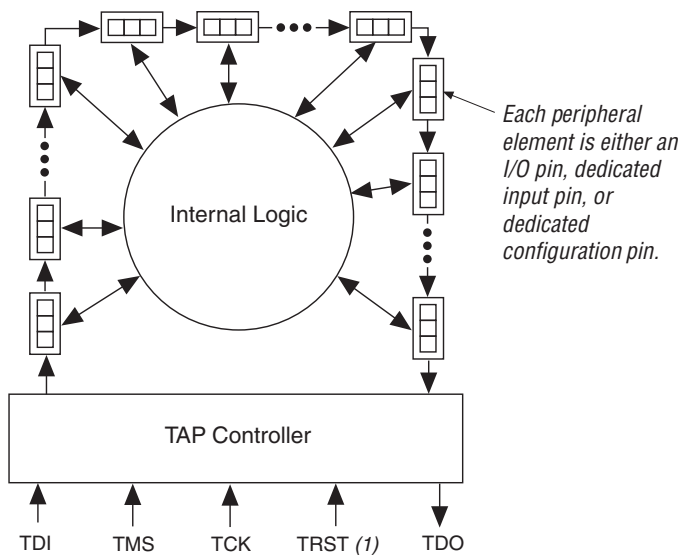 Each peripheral
element is either an
I/O pin, dedicated
input pin, or
dedicated
configuration pin.
Internal Logic
TAP Controller
TDI TMS TCK TRST (1) TDO